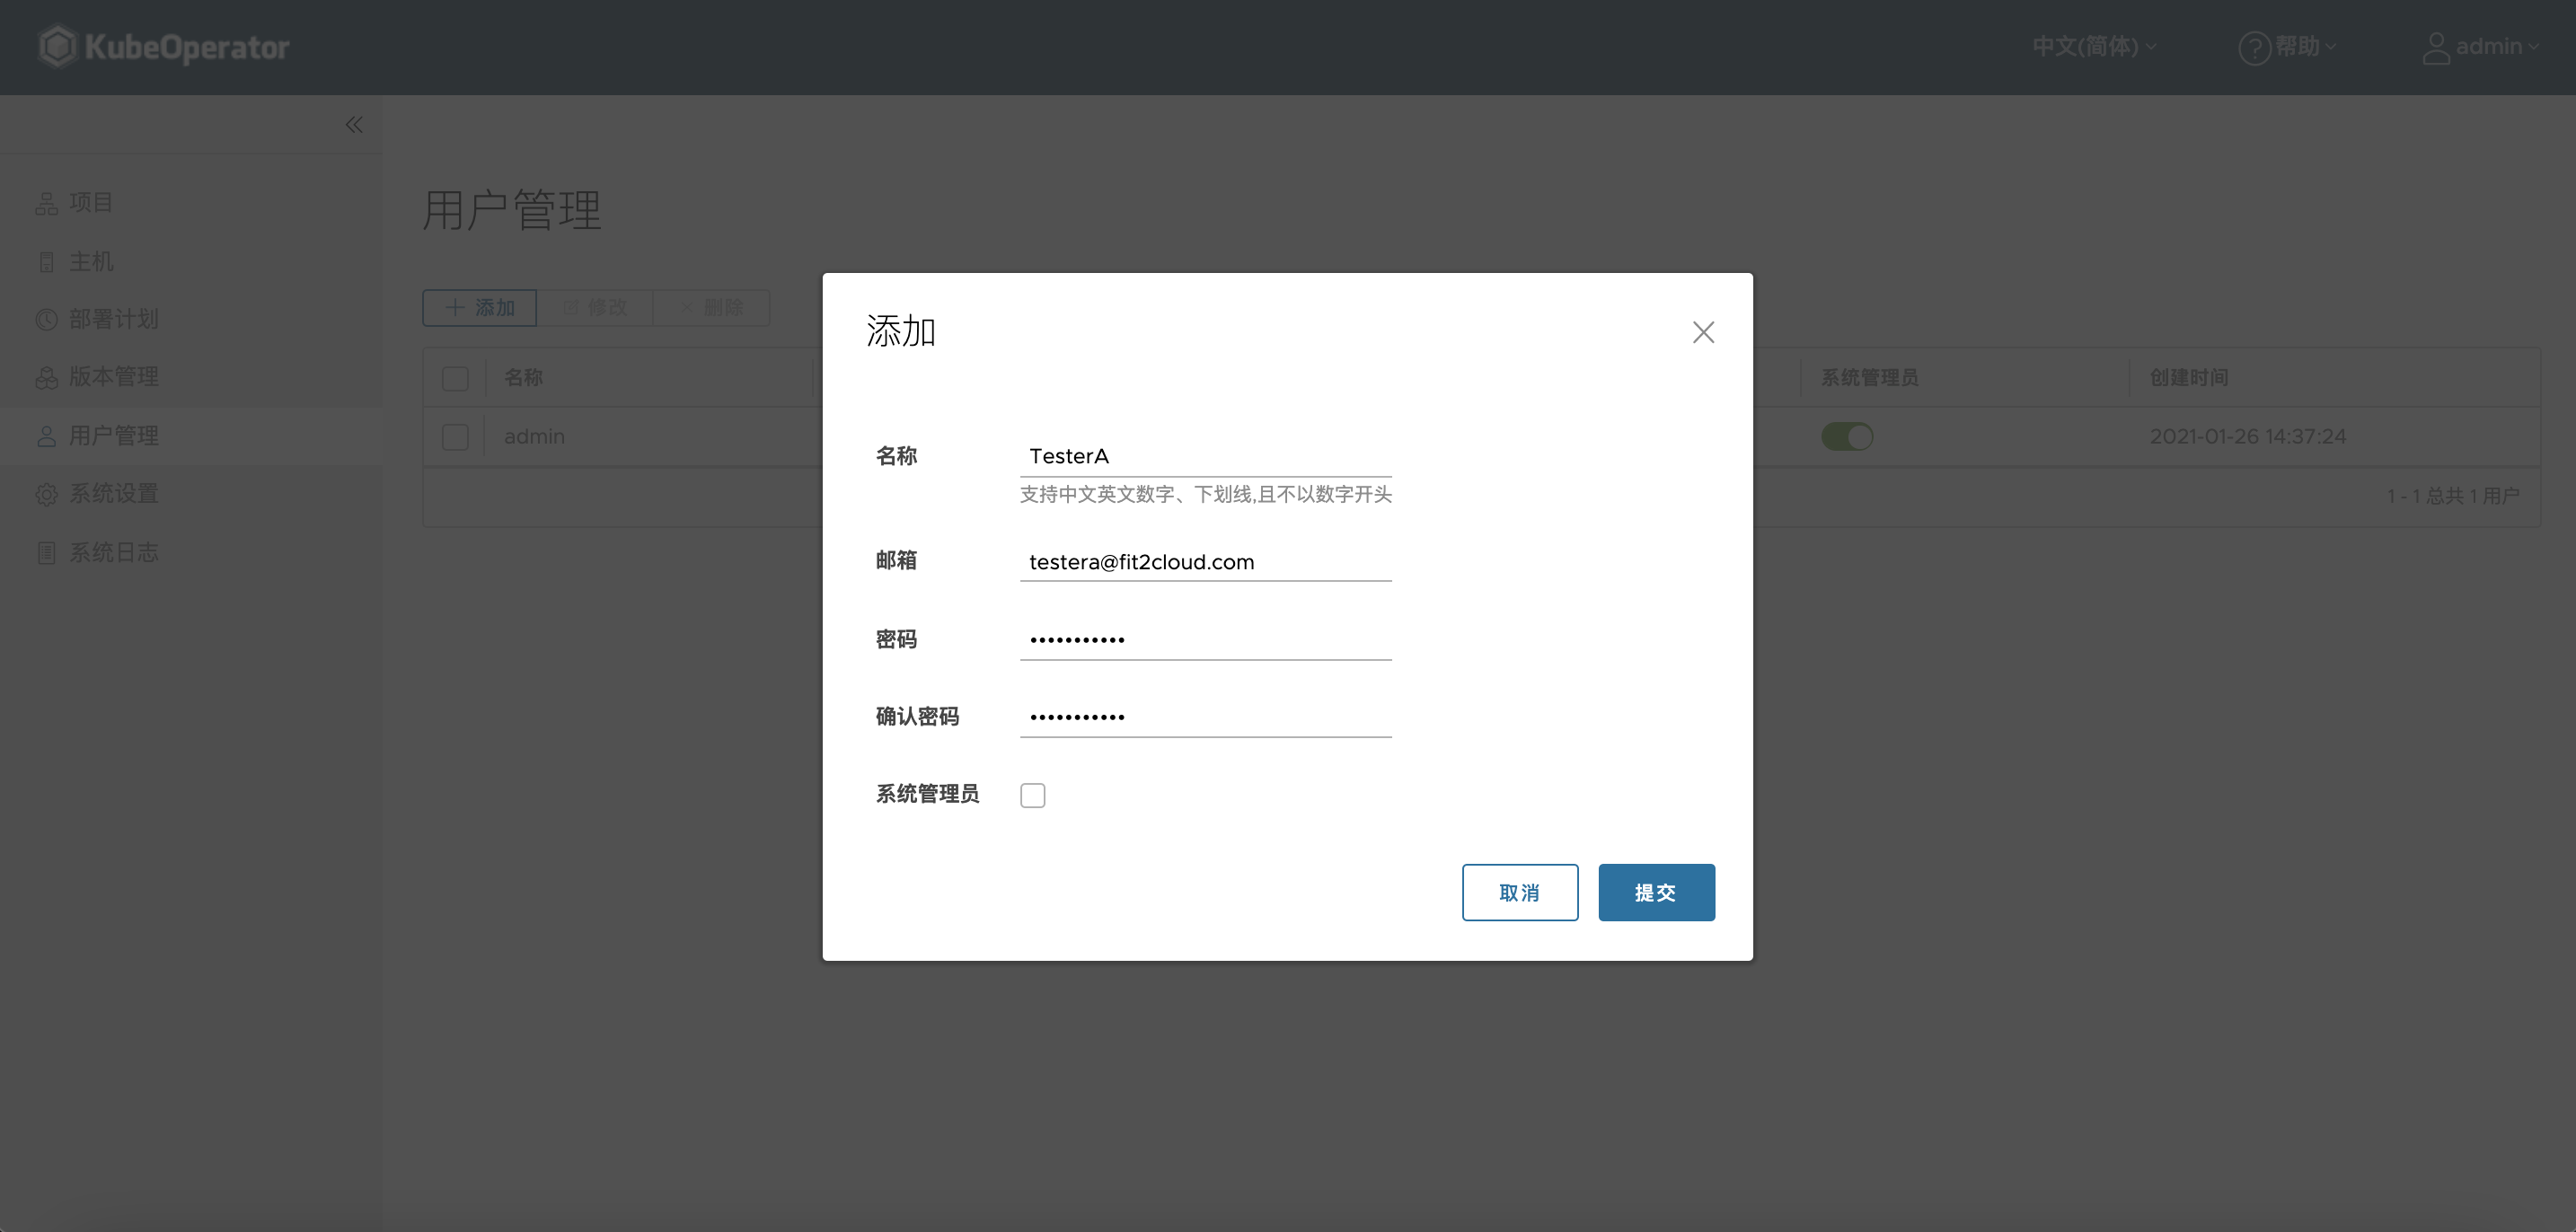 KubeOperator
中文(简体)
帮助
admin
项目
主机
部署计划
版本管理
用户管理
系统设置
系统日志
用户管理
添加 修改 删除
名称 系统管理员 创建时间
admin 2021-01-26 14:37:24
1 - 1 总共 1 用户
添加
名称 TesterA
支持中文英文数字、下划线,且不以数字开头
邮箱 testera@fit2cloud.com
密码 •••••••••••
确认密码 •••••••••••
系统管理员
取消 提交